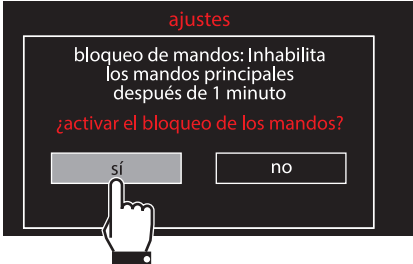 ajustes
bloqueo de mandos: Inhabilita
los mandos principales
después de 1 minuto
¿activar el bloqueo de los mandos?
sí
no